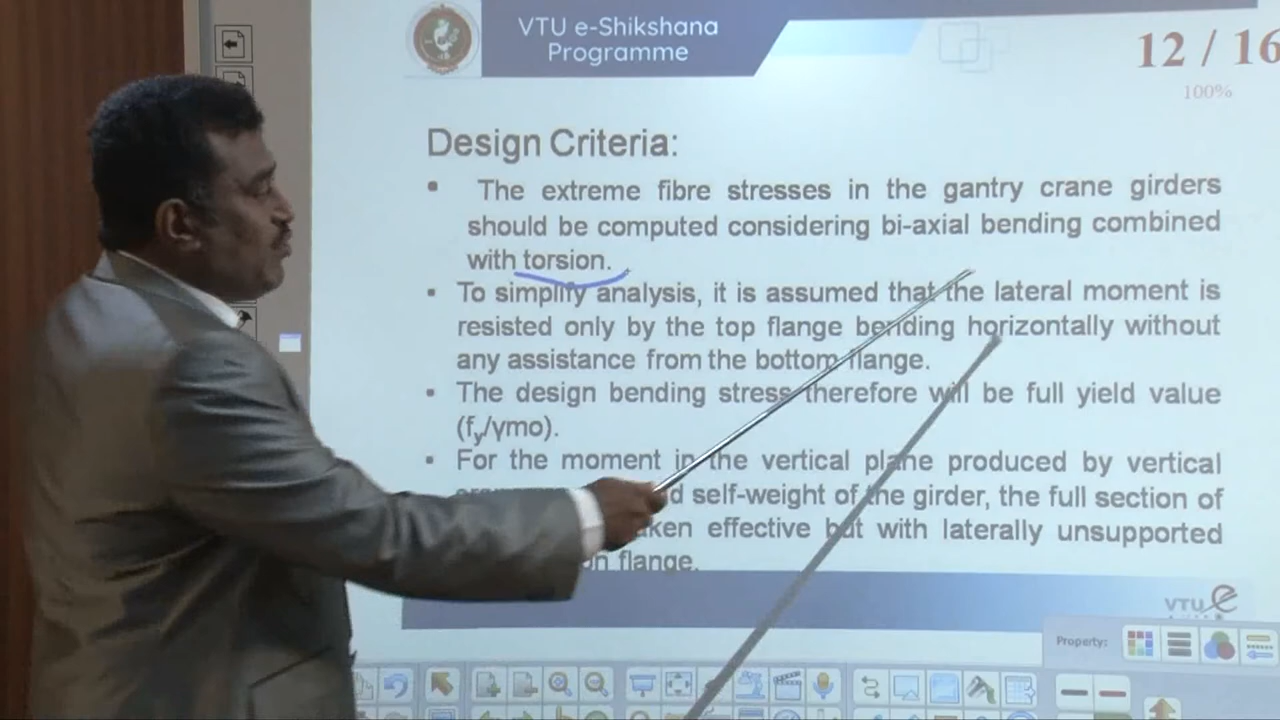 VTU e-Shikshana
Programme
12 / 16
100%
Design Criteria:
▪ The extreme fibre stresses in the gantry crane girders
should be computed considering bi-axial bending combined
with torsion.
▪ To simplify analysis, it is assumed that the lateral moment is
resisted only by the top flange bending horizontally without
any assistance from the bottom flange.
▪ The design bending stress therefore will be full yield value
(fy/γmo).
▪ For the moment in the vertical plane produced by vertical
self-weight of the girder, the full section of
effective but with laterally unsupported
flange.
VTU e
Property: